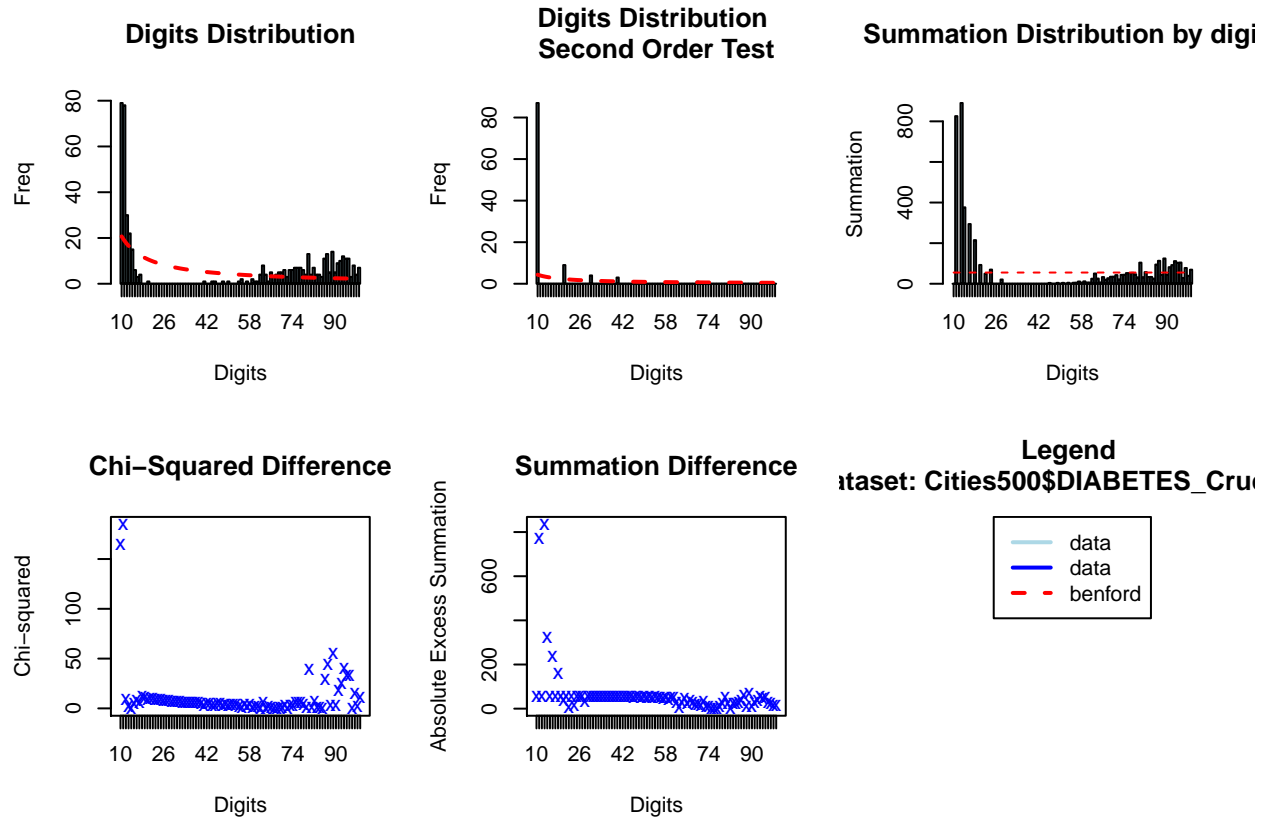 Digits Distribution
Freq
0
20
40
60
80
10 26 42 58 74 90
Digits
Digits Distribution
Second Order Test
Freq
0
20
40
60
80
10 26 42 58 74 90
Digits
Summation Distribution by digi
Summation
0
400
800
10 26 42 58 74 90
Digits
Chi−Squared Difference
Chi−squared
0
50
100
10 26 42 58 74 90
Digits
Summation Difference
Absolute Excess Summation
0
200
600
10 26 42 58 74 90
Digits
Legend
ataset: Cities500$DIABETES_Cruc
data
data
benford